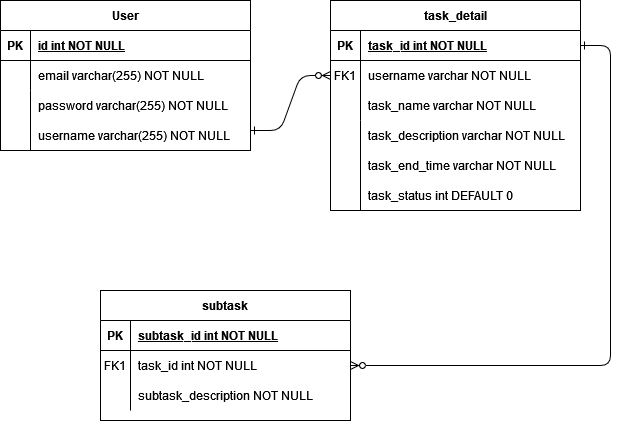 User
PK id int NOT NULL
email varchar(255) NOT NULL
password varchar(255) NOT NULL
username varchar(255) NOT NULL
task_detail
PK task_id int NOT NULL
FK1 username varchar NOT NULL
task_name varchar NOT NULL
task_description varchar NOT NULL
task_end_time varchar NOT NULL
task_status int DEFAULT 0
subtask
PK subtask_id int NOT NULL
FK1 task_id int NOT NULL
subtask_description NOT NULL